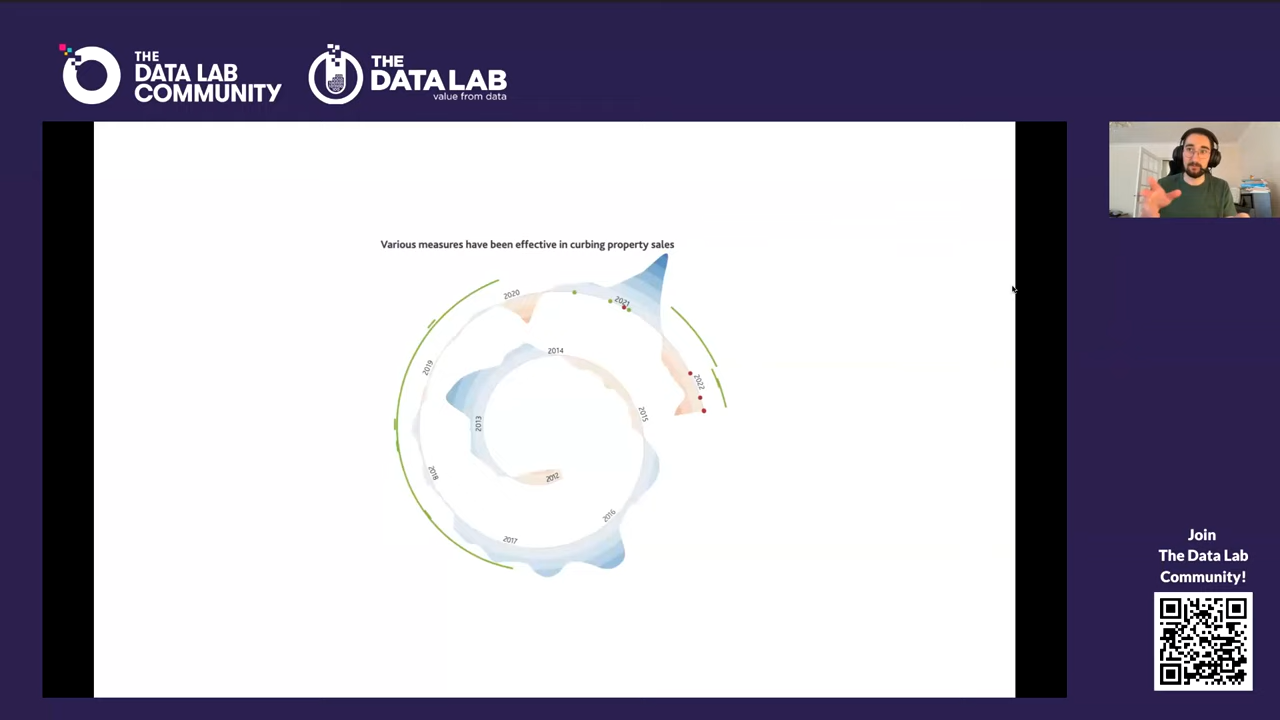 THE
DATA LAB
COMMUNITY
THE
DATA LAB
value from data
Various measures have been effective in curbing property sales
2020
2021
2014
2019
2022
2015
2013
2018
2012
2016
2017
Join
The Data Lab
Community!